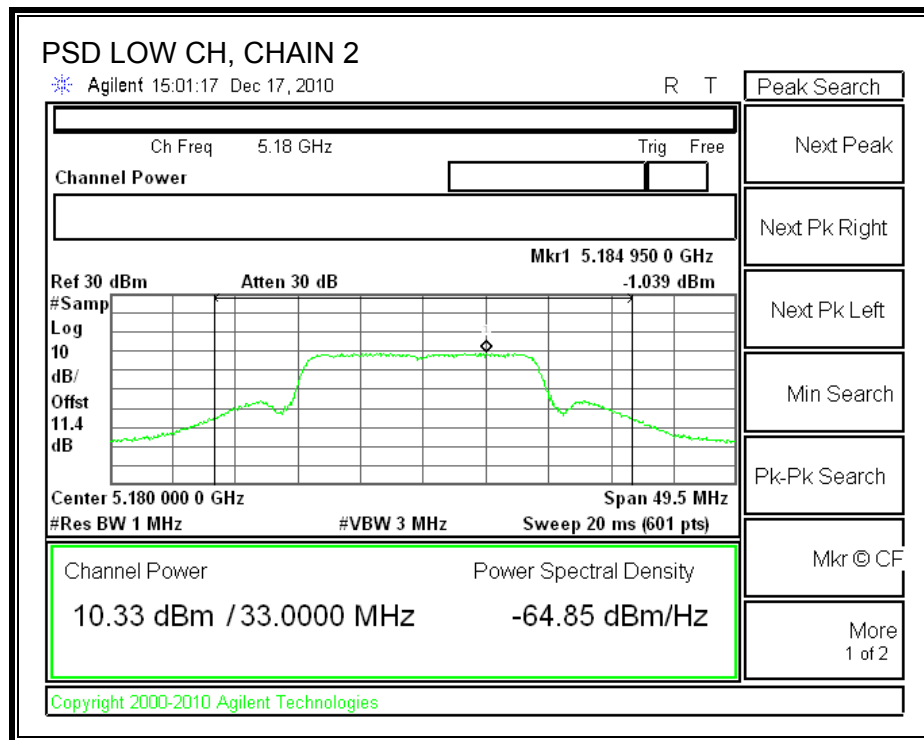 PSD LOW CH, CHAIN 2
Agilent 15:01:17 Dec 17, 2010 R T
Peak Search
Ch Freq 5.18 GHz Trig Free
Next Peak
Channel Power
Next Pk Right
Mkr1 5.184 950 0 GHz
Ref 30 dBm Atten 30 dB -1.039 dBm
#Samp
Log
10
dB/
Offst
11.4
dB
1
Next Pk Left
Min Search
Pk-Pk Search
Center 5.180 000 0 GHz Span 49.5 MHz
#Res BW 1 MHz #VBW 3 MHz Sweep 20 ms (601 pts)
Mkr © CF
Channel Power Power Spectral Density
10.33 dBm / 33.0000 MHz -64.85 dBm/Hz
More
1 of 2
Copyright 2000-2010 Agilent Technologies